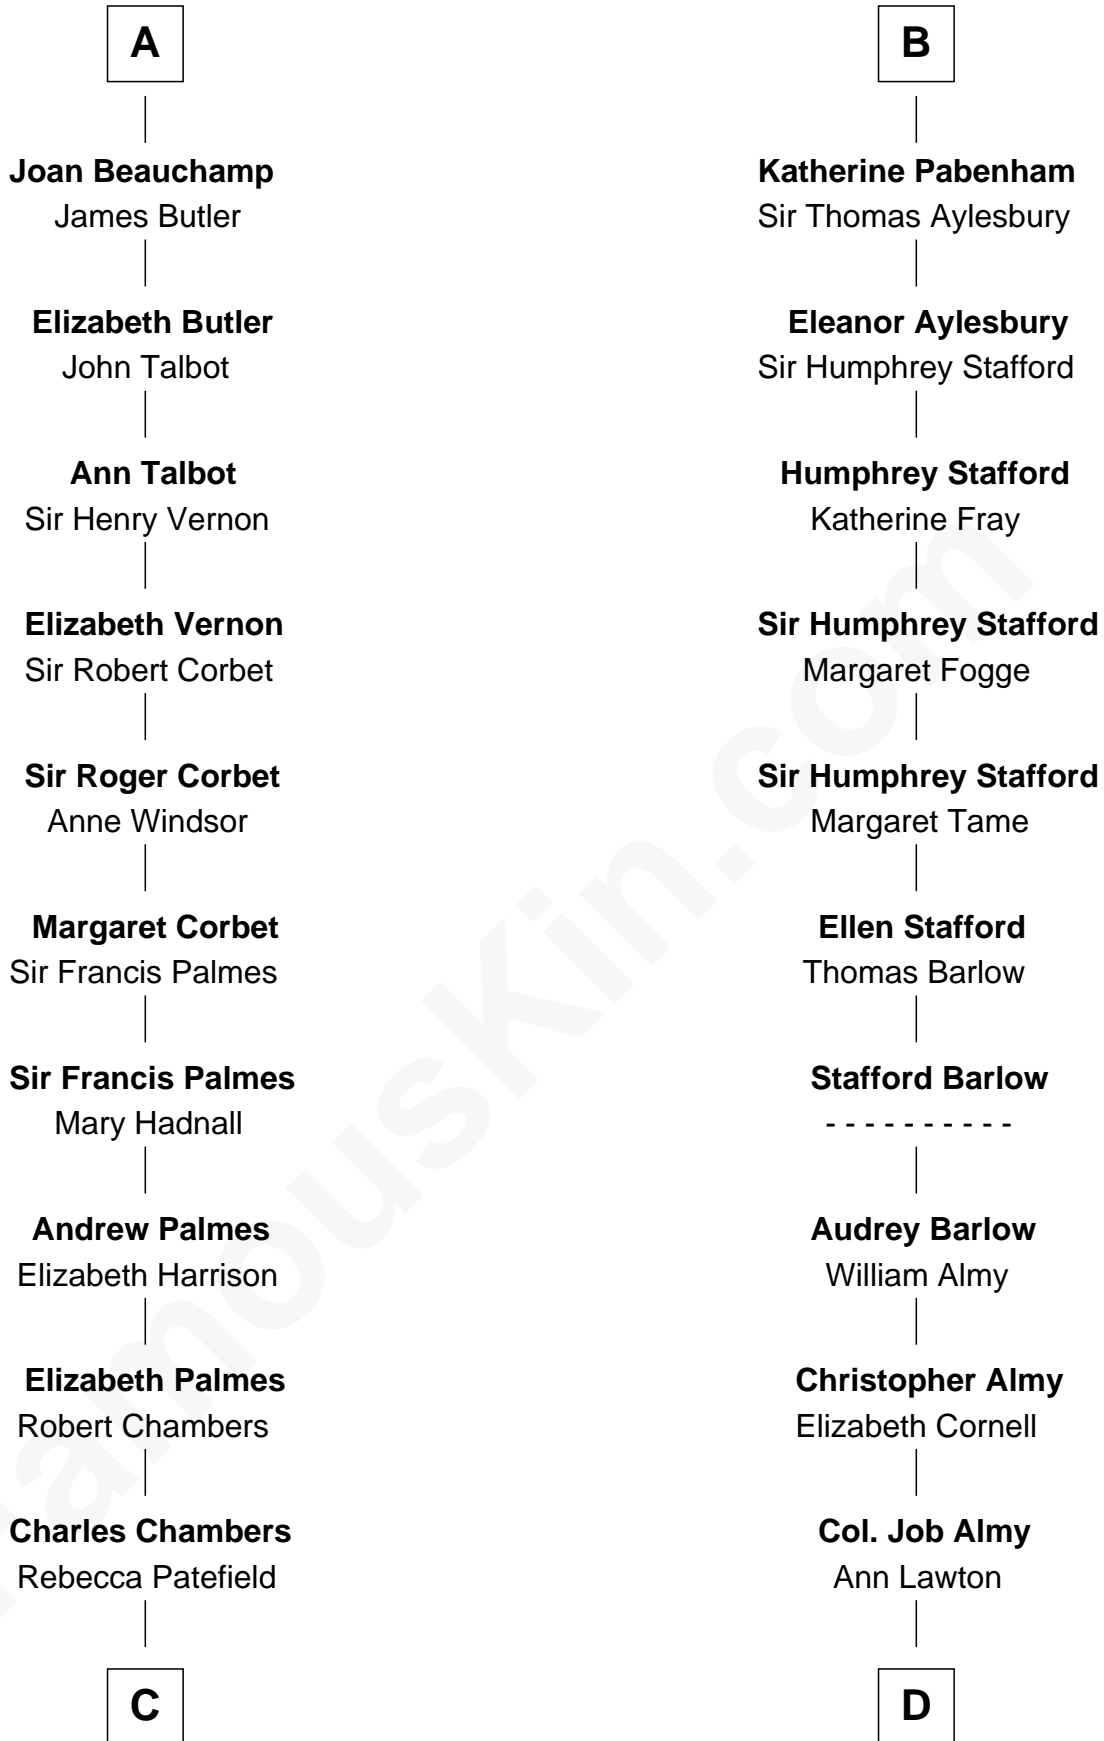 A
Joan Beauchamp
James Butler
Elizabeth Butler
John Talbot
Ann Talbot
Sir Henry Vernon
Elizabeth Vernon
Sir Robert Corbet
Sir Roger Corbet
Anne Windsor
Margaret Corbet
Sir Francis Palmes
Sir Francis Palmes
Mary Hadnall
Andrew Palmes
Elizabeth Harrison
Elizabeth Palmes
Robert Chambers
Charles Chambers
Rebecca Patefield
C
B
Katherine Pabenham
Sir Thomas Aylesbury
Eleanor Aylesbury
Sir Humphrey Stafford
Humphrey Stafford
Katherine Fray
Sir Humphrey Stafford
Margaret Fogge
Sir Humphrey Stafford
Margaret Tame
Ellen Stafford
Thomas Barlow
Stafford Barlow
- - - - - - - - - -
Audrey Barlow
William Almy
Christopher Almy
Elizabeth Cornell
Col. Job Almy
Ann Lawton
D
FamousKin.com